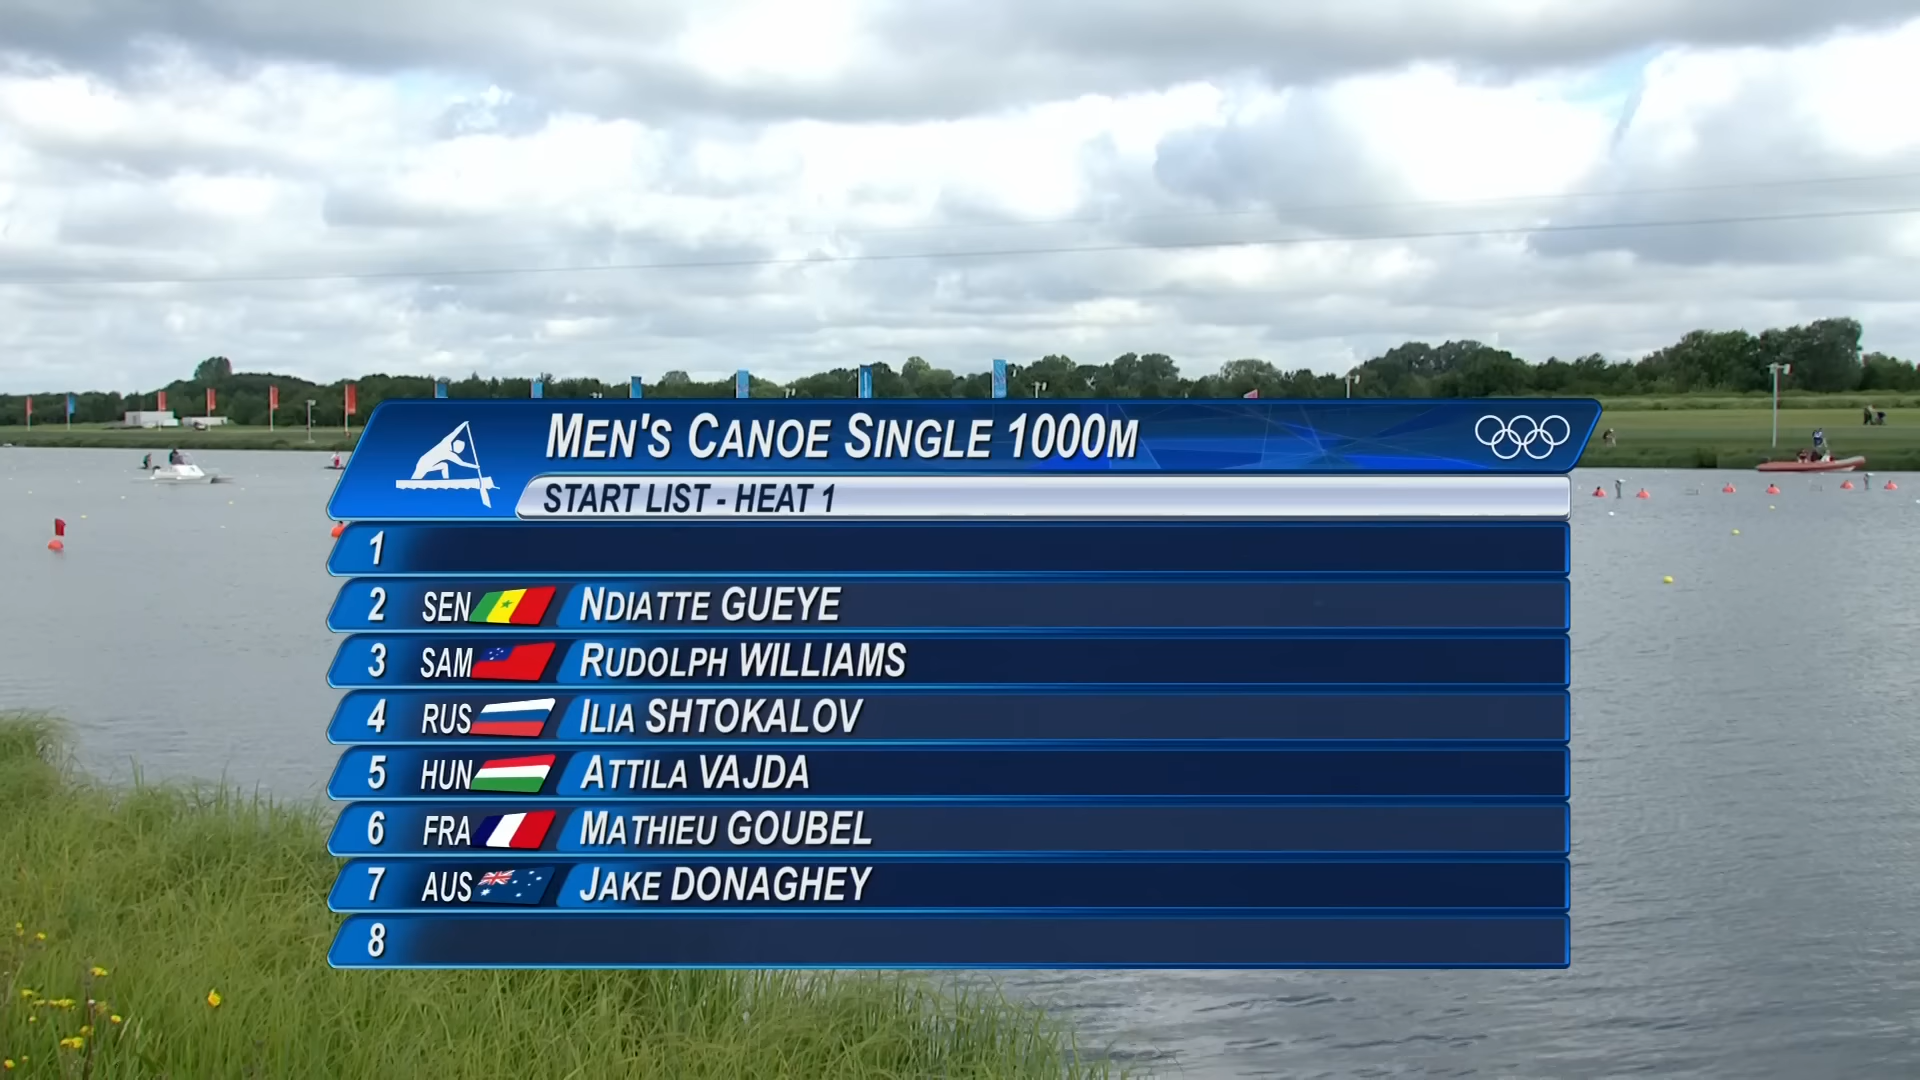 MEN'S CANOE SINGLE 1000M
START LIST - HEAT 1
1
2 SEN NDIATTE GUEYE
3 SAM RUDOLPH WILLIAMS
4 RUS ILIA SHTOKALOV
5 HUN ATTILA VAJDA
6 FRA MATHIEU GOUBEL
7 AUS JAKE DONAGHEY
8